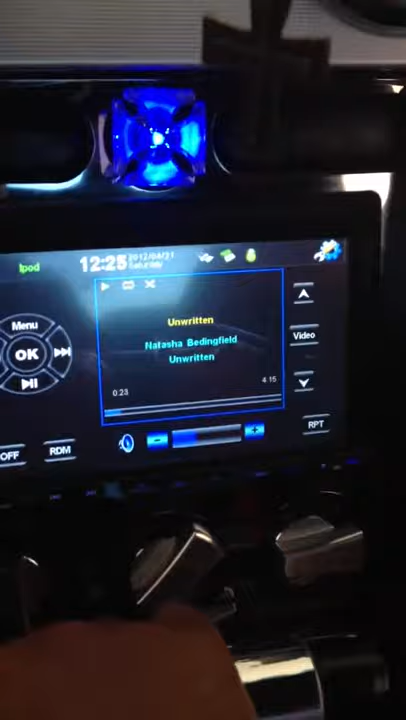 Ipod
12:25
2012/04/21
Saturday
Menu
OK
Unwritten
Natasha Bedingfield
Unwritten
0:23
4:15
Video
OFF
RDM
-
+
RPT